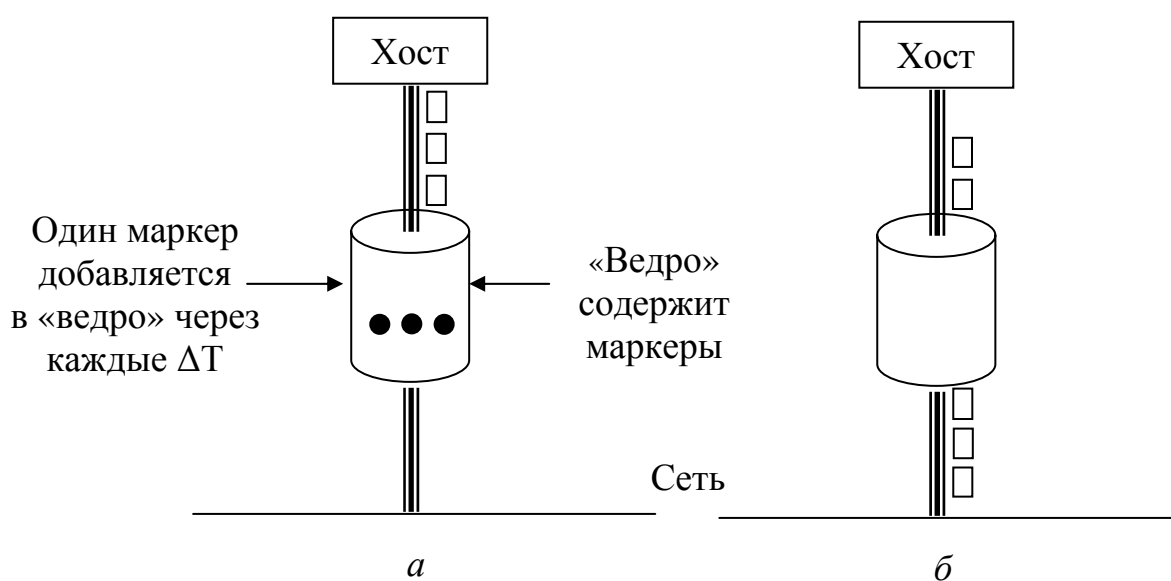 Хост
Хост
Один маркер
добавляется
в «ведро» через
каждые ΔT
«Ведро»
содержит
маркеры
Сеть
а
б